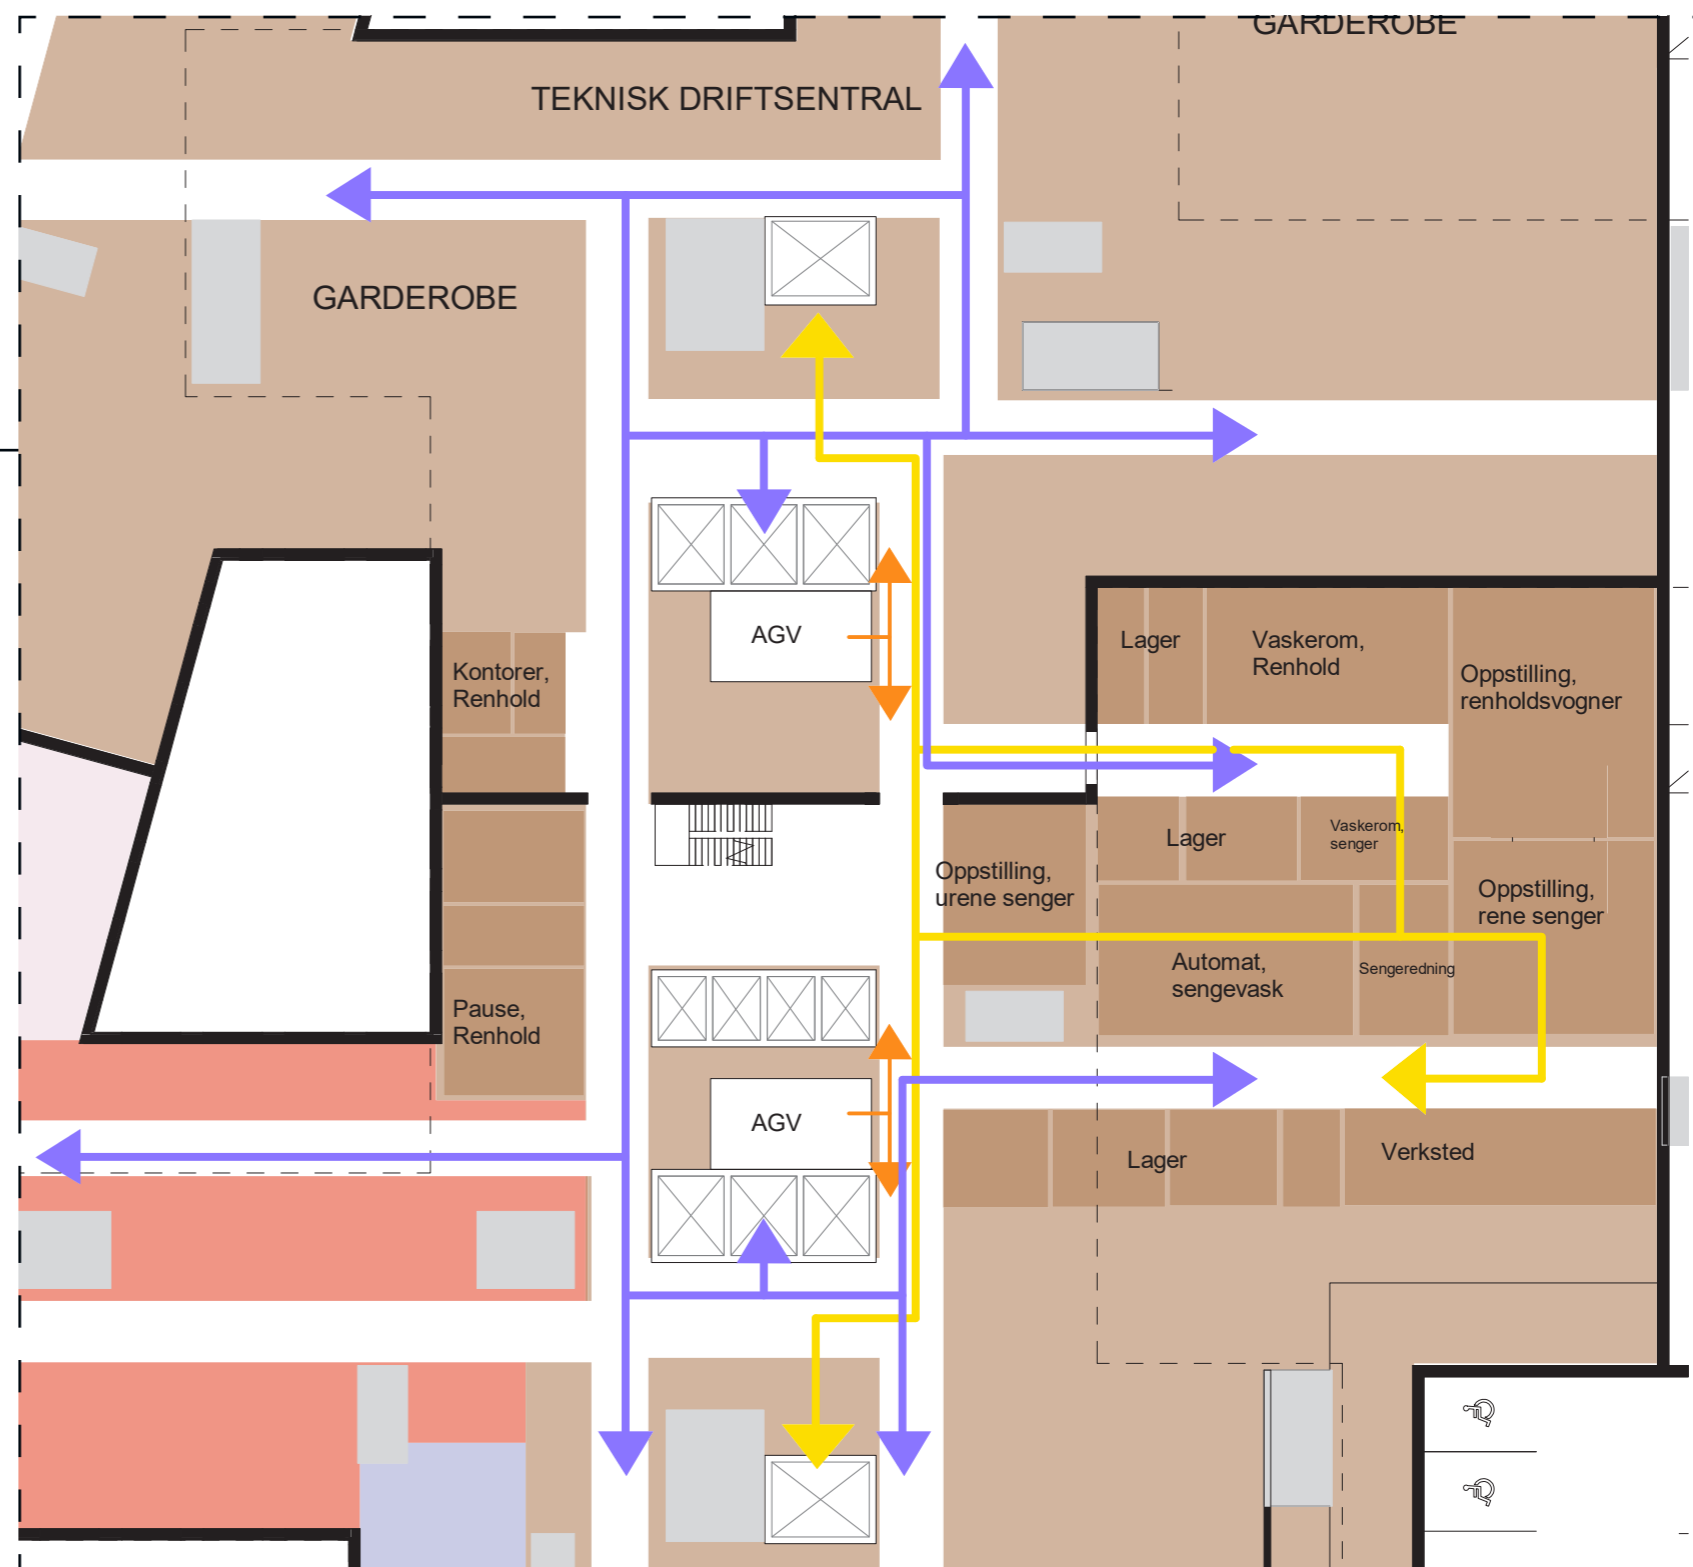 GARDEROBE
TEKNISK DRIFTSENTRAL
GARDEROBE
AGV
Kontorer,
Renhold
Lager
Vaskerom,
Renhold
Oppstilling,
renholdsvogner
Lager
Vaskerom,
senger
Oppstilling,
urene senger
Oppstilling,
rene senger
Automat,
sengevask
Sengeredning
Pause,
Renhold
AGV
Lager
Verksted